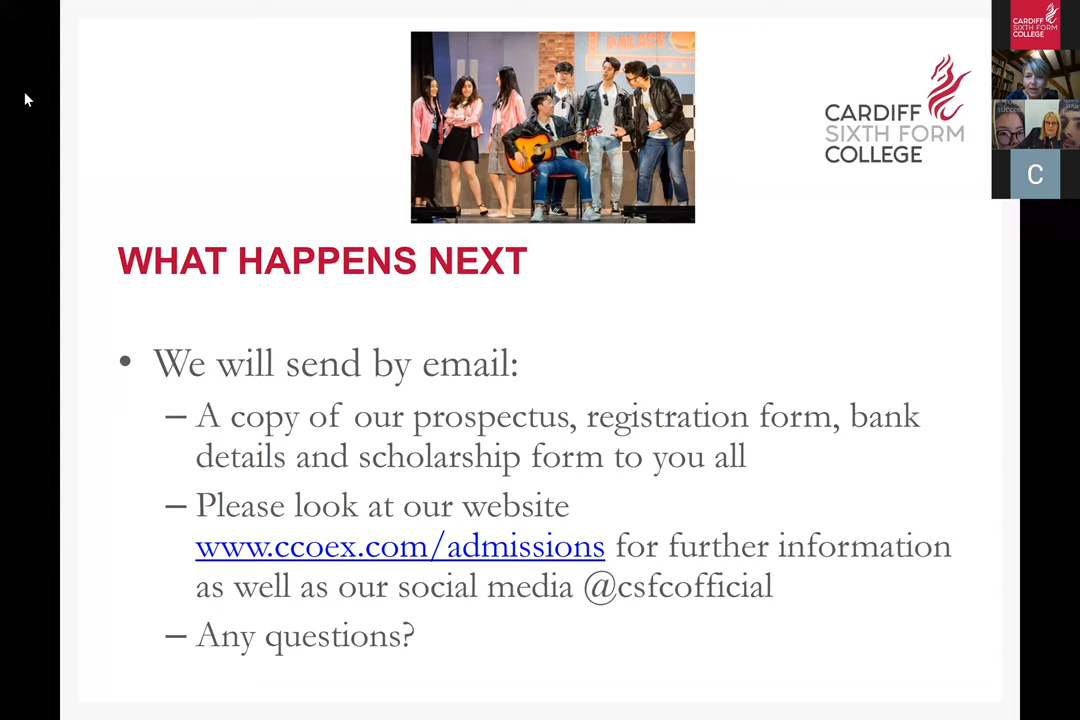 PALACE
CARDIFF
SIXTH FORM
COLLEGE
CARDIFF
SIXTH FORM
COLLEGE
success
C
WHAT HAPPENS NEXT
• We will send by email:
– A copy of our prospectus, registration form, bank
details and scholarship form to you all
– Please look at our website
www.ccoex.com/admissions for further information
as well as our social media @csfcofficial
– Any questions?